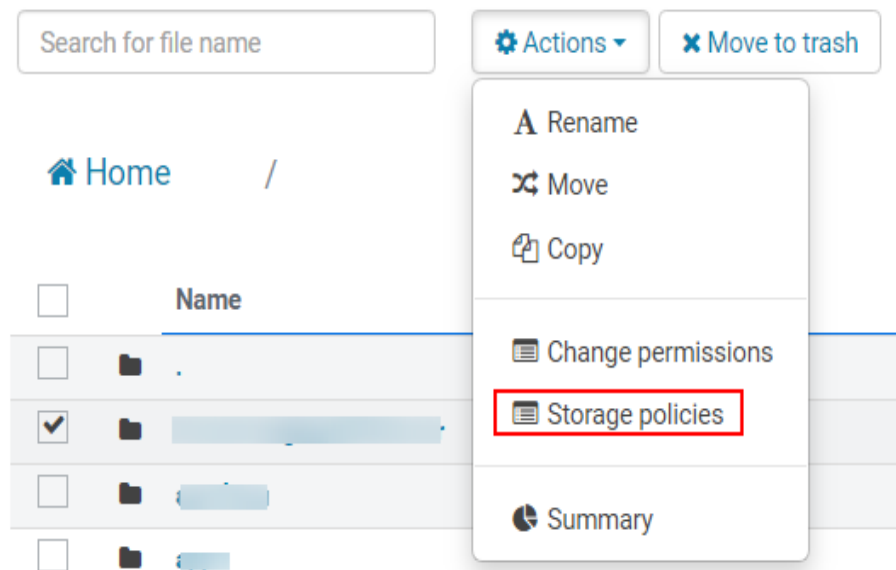 Search for file name
Actions
Move to trash
Rename
Home /
Move
Copy
Name
Change permissions
.
Storage policies
Summary